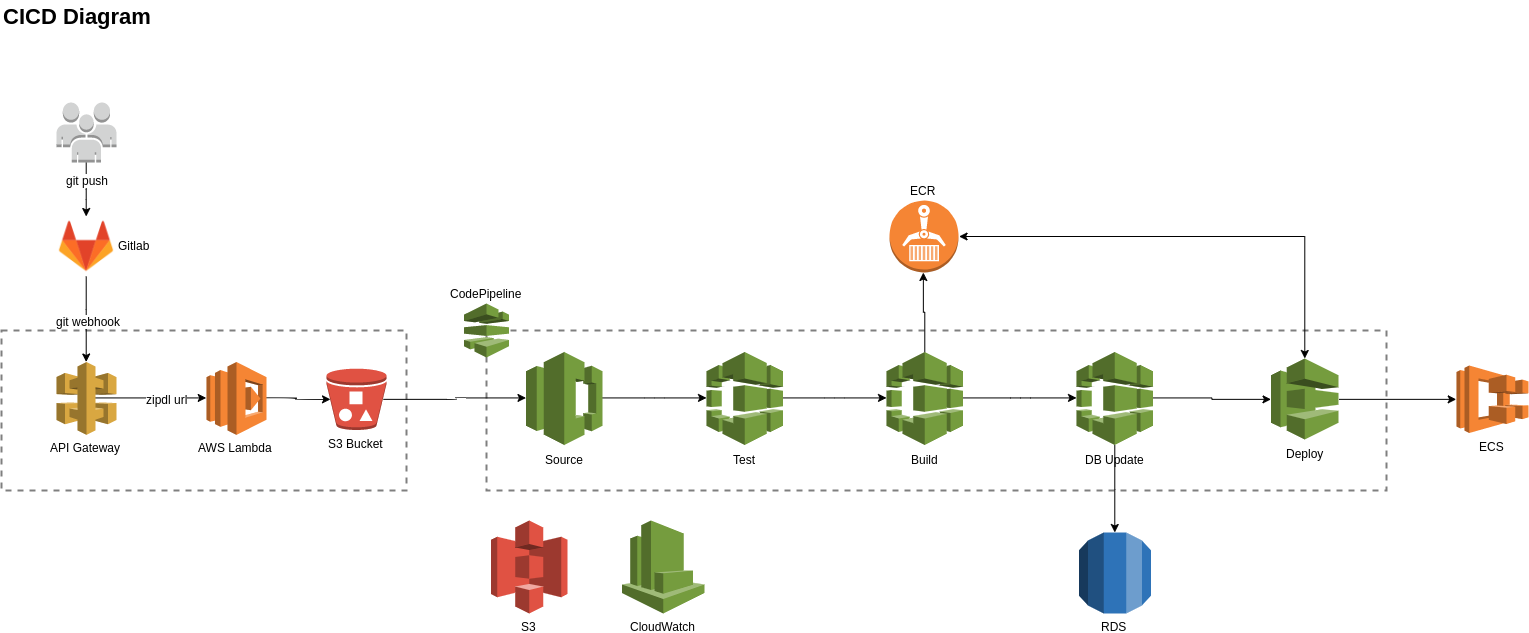 CICD Diagram
git push
Gitlab
git webhook
zipdl url
API Gateway
AWS Lambda
S3 Bucket
CodePipeline
ECR
Source
Test
Build
DB Update
Deploy
ECS
S3
CloudWatch
RDS